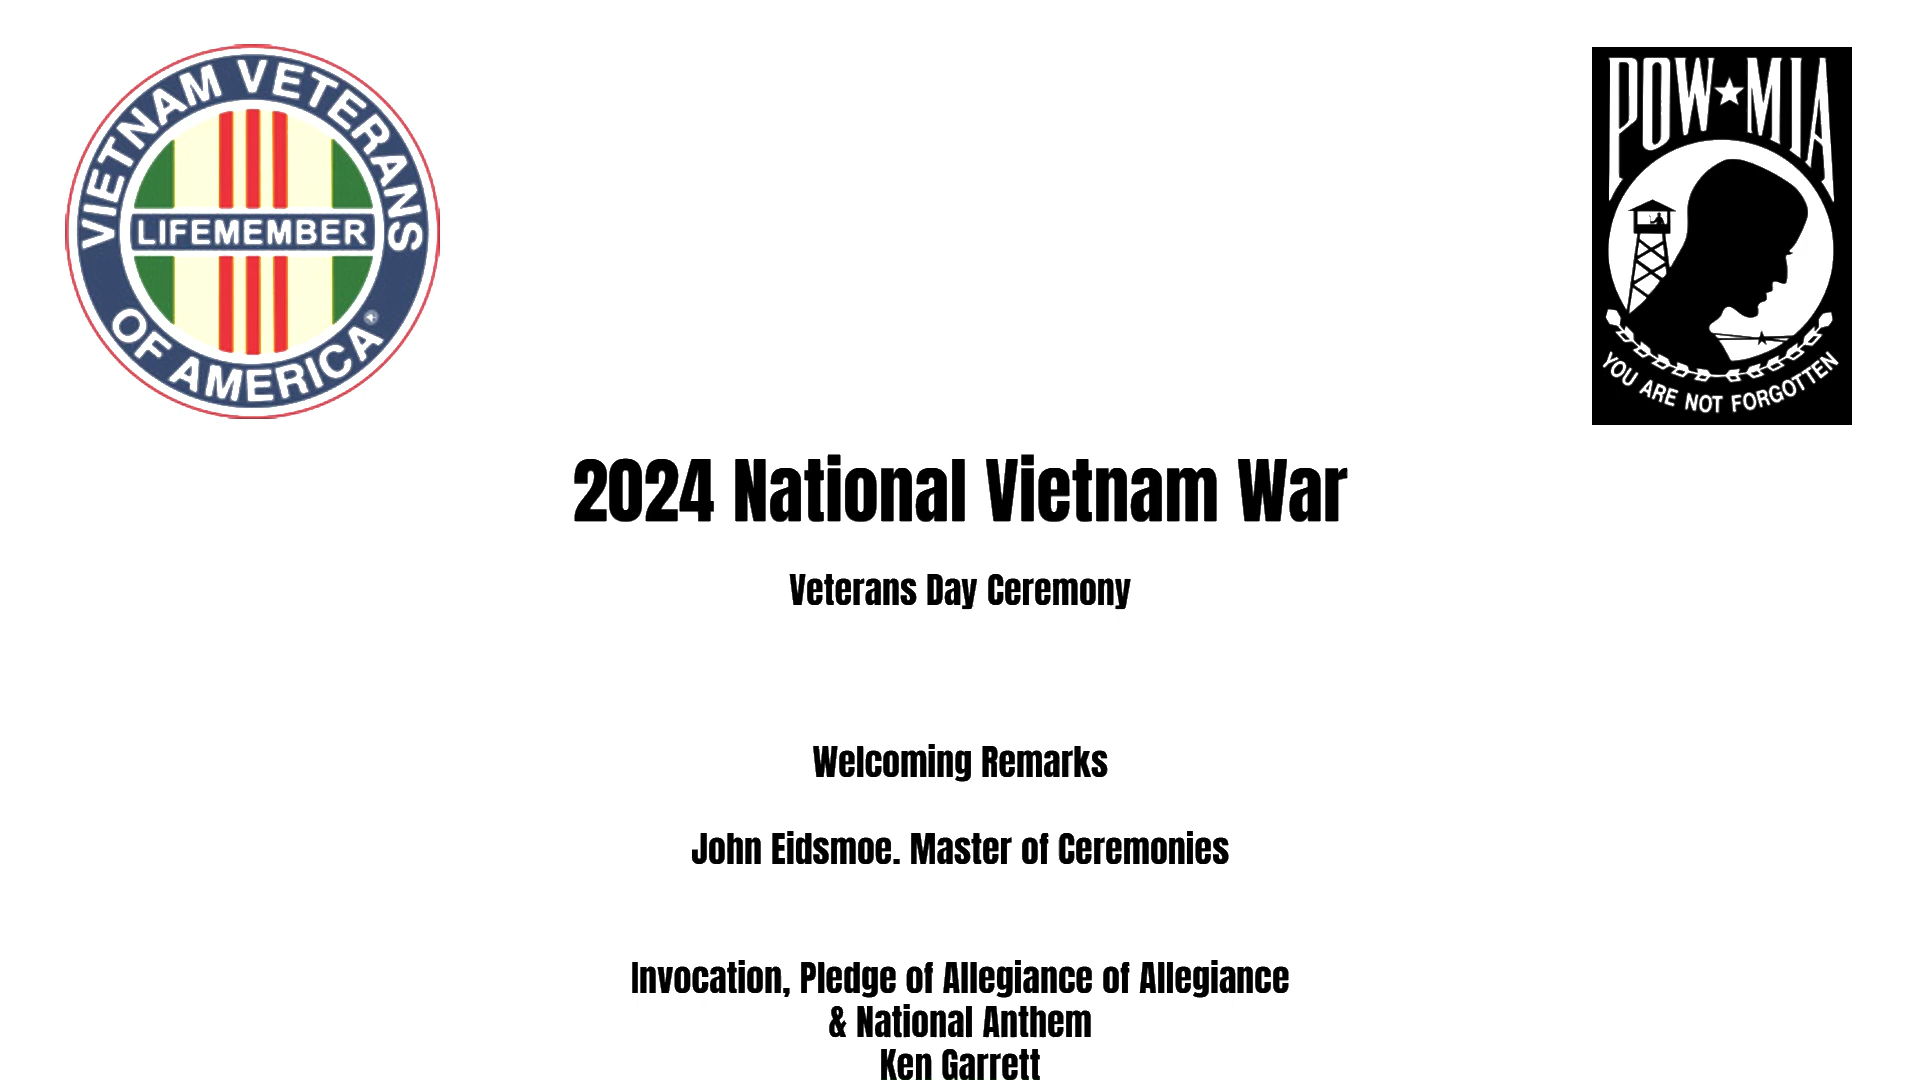 VIETNAM VETERANS
LIFEMEMBER
OF AMERICA
POW★MIA
YOU ARE NOT FORGOTTEN
2024 National Vietnam War
Veterans Day Ceremony
Welcoming Remarks
John Eidsmoe. Master of Ceremonies
Invocation, Pledge of Allegiance of Allegiance
& National Anthem
Ken Garrett